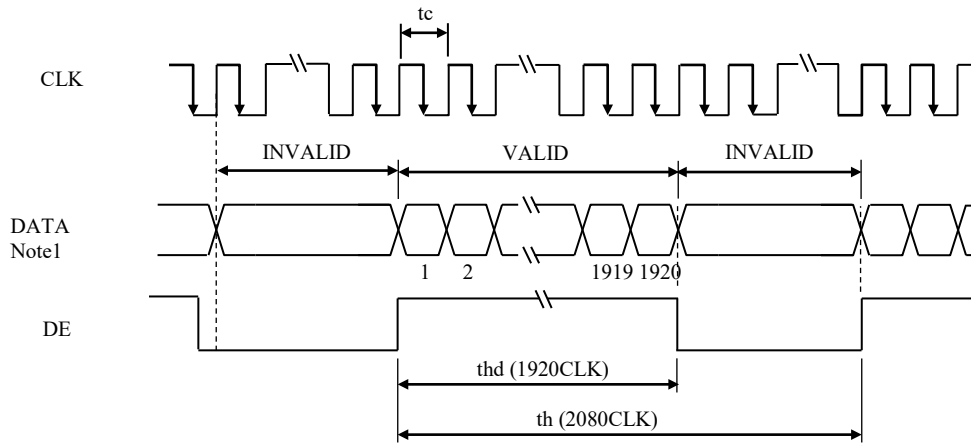 tc
CLK
INVALID VALID INVALID
DATA
Note1
1 2 1919 1920
DE
thd (1920CLK)
th (2080CLK)